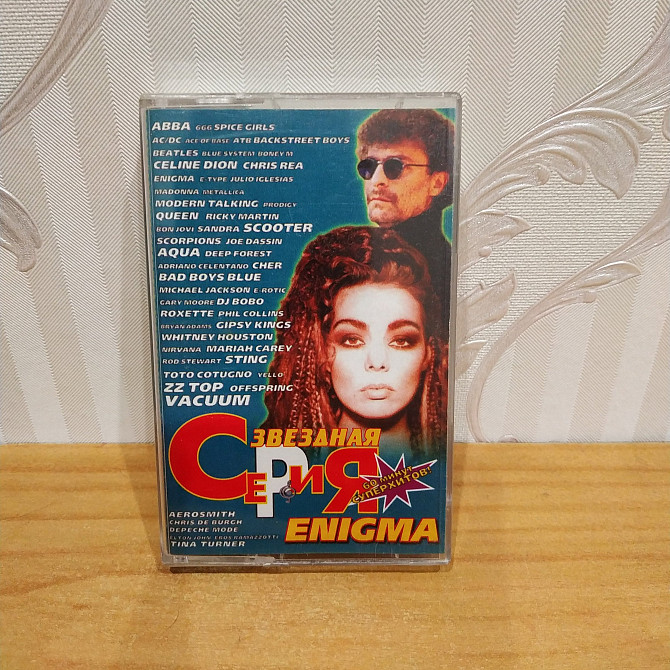 ABBA 666 SPICE GIRLS
AC/DC ACE OF BASE ATB BACKSTREET BOYS
BEATLES BLUE SYSTEM BONEY M
CELINE DION CHRIS REA
ENIGMA E-TYPE JULIO IGLESIAS
MADONNA METALLICA
MODERN TALKING PRODIGY
QUEEN RICKY MARTIN
BON JOVI SANDRA SCOOTER
SCORPIONS JOE DASSIN
AQUA DEEP FOREST
ADRIANO CELENTANO CHER
BAD BOYS BLUE
MICHAEL JACKSON E-ROTIC
GARY MOORE DJ BOBO
ROXETTE PHIL COLLINS
BRYAN ADAMS GIPSY KINGS
WHITNEY HOUSTON
NIRVANA MARIAH CAREY
ROD STEWART STING
TOTO COTUGNO YELLO
ZZ TOP OFFSPRING
VACUUM
ЗВЕЗДНАЯ
СЕРИЯ
60 МИНУТ
СУПЕРХИТОВ!
ENIGMA
AEROSMITH
CHRIS DE BURGH
DEPECHE MODE
ELTON JOHN EROS RAMAZZOTTI
TINA TURNER